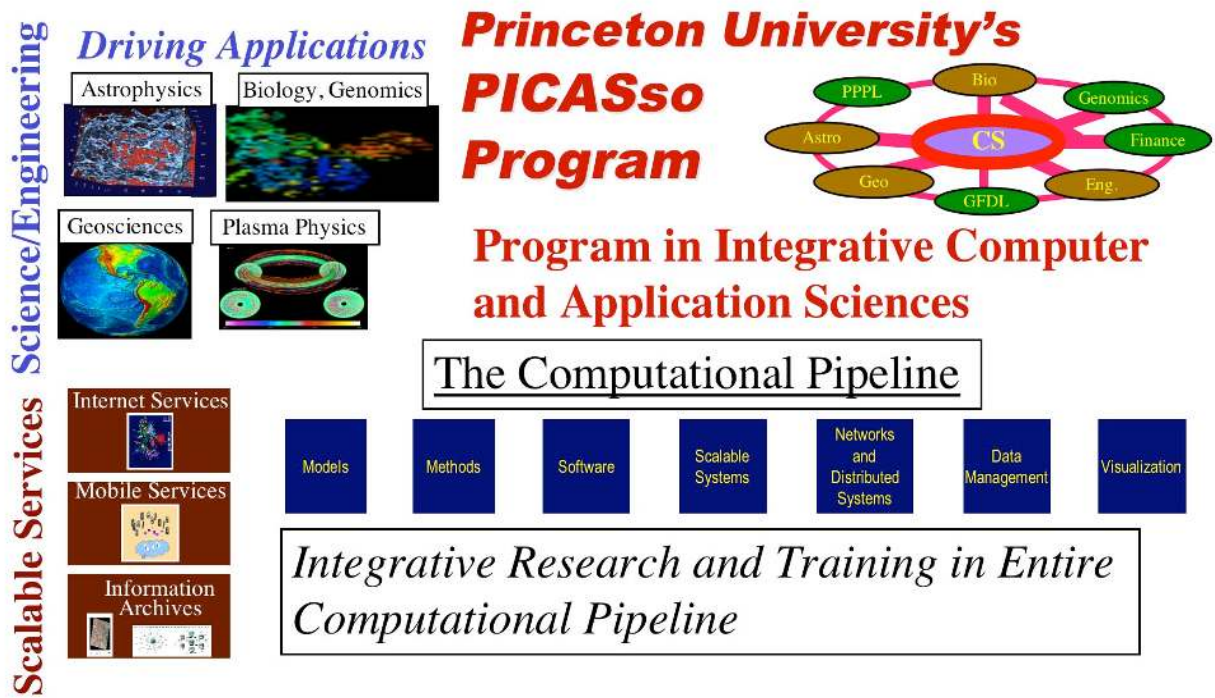 Science/Engineering
Driving Applications
Astrophysics
Biology, Genomics
Geosciences
Plasma Physics
Princeton University's
PICASso
Program
Bio
PPPL
Genomics
Astro
CS
Finance
Geo
Eng.
GFDL
Program in Integrative Computer
and Application Sciences
The Computational Pipeline
Scalable Services
Internet Services
Mobile Services
Information
Archives
Models
Methods
Software
Scalable
Systems
Networks
and
Distributed
Systems
Data
Management
Visualization
Integrative Research and Training in Entire
Computational Pipeline